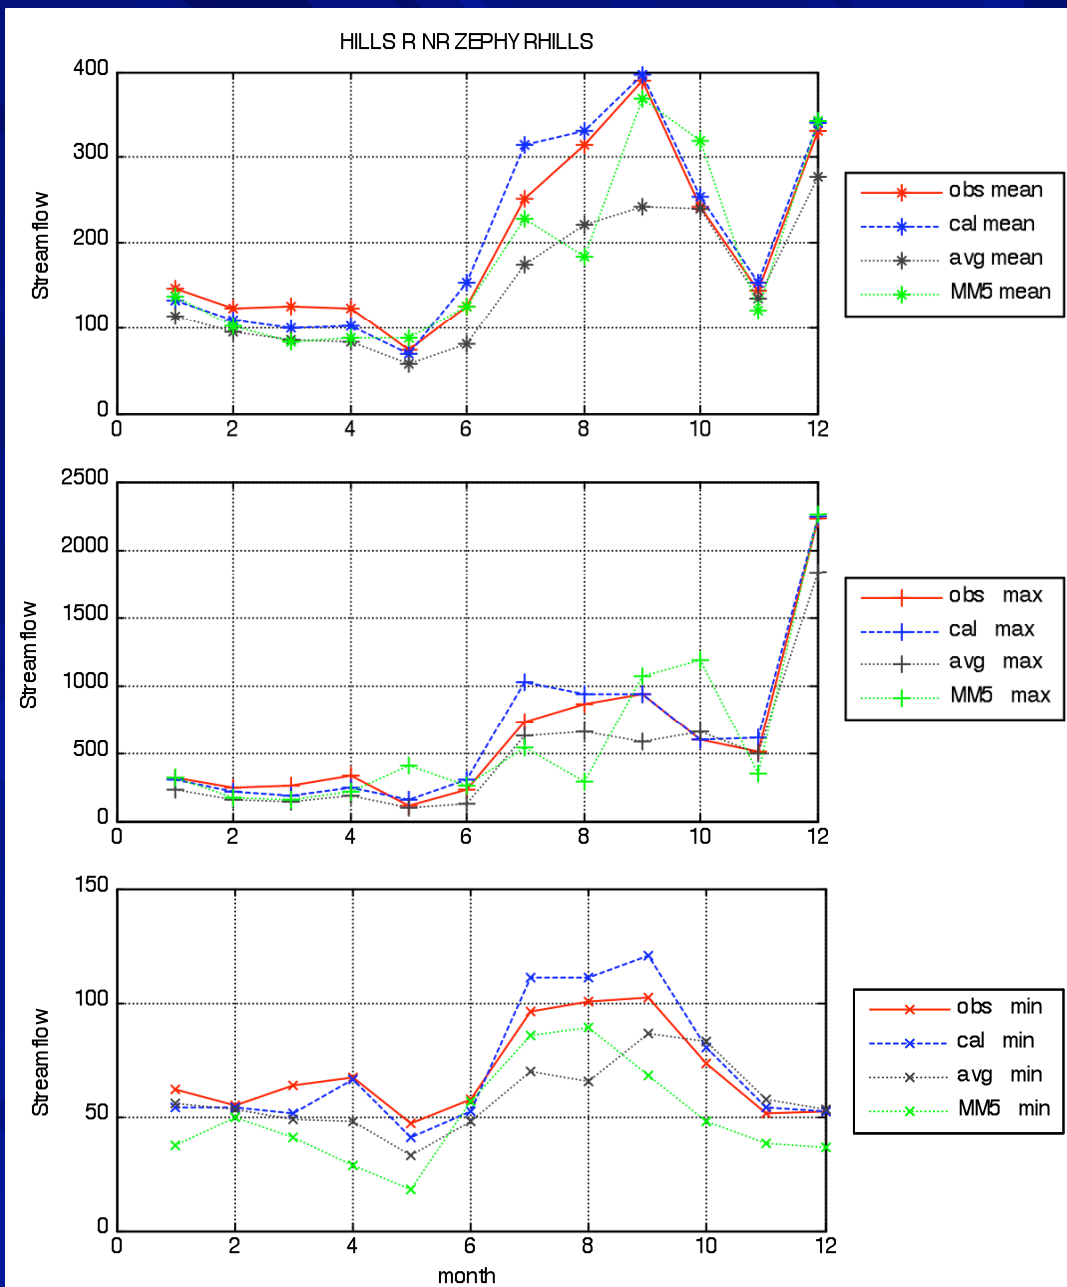 HILLS R NR ZEPHYRHILLS
400
300
200
100
0
Streamflow
0 2 4 6 8 10 12
obs mean
cal mean
avg mean
MM5 mean
2500
2000
1500
1000
500
0
Streamflow
0 2 4 6 8 10 12
obs max
cal max
avg max
MM5 max
150
100
50
0
Streamflow
0 2 4 6 8 10 12
month
obs min
cal min
avg min
MM5 min